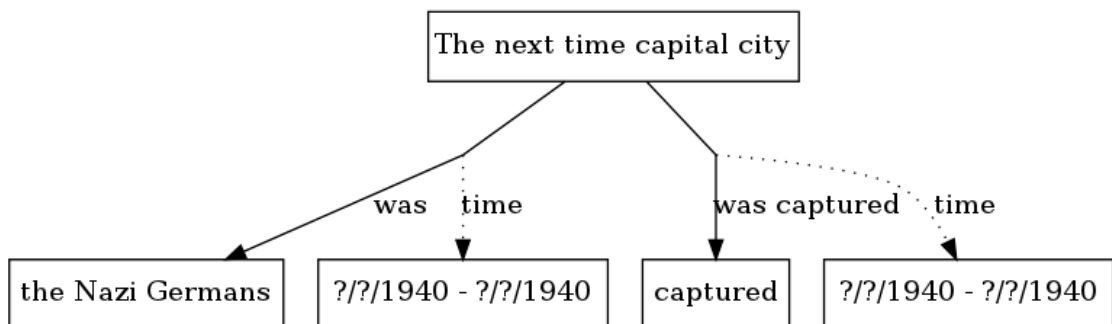 The next time capital city
was
time
was captured
time
the Nazi Germans
?/?/1940 - ?/?/1940
captured
?/?/1940 - ?/?/1940